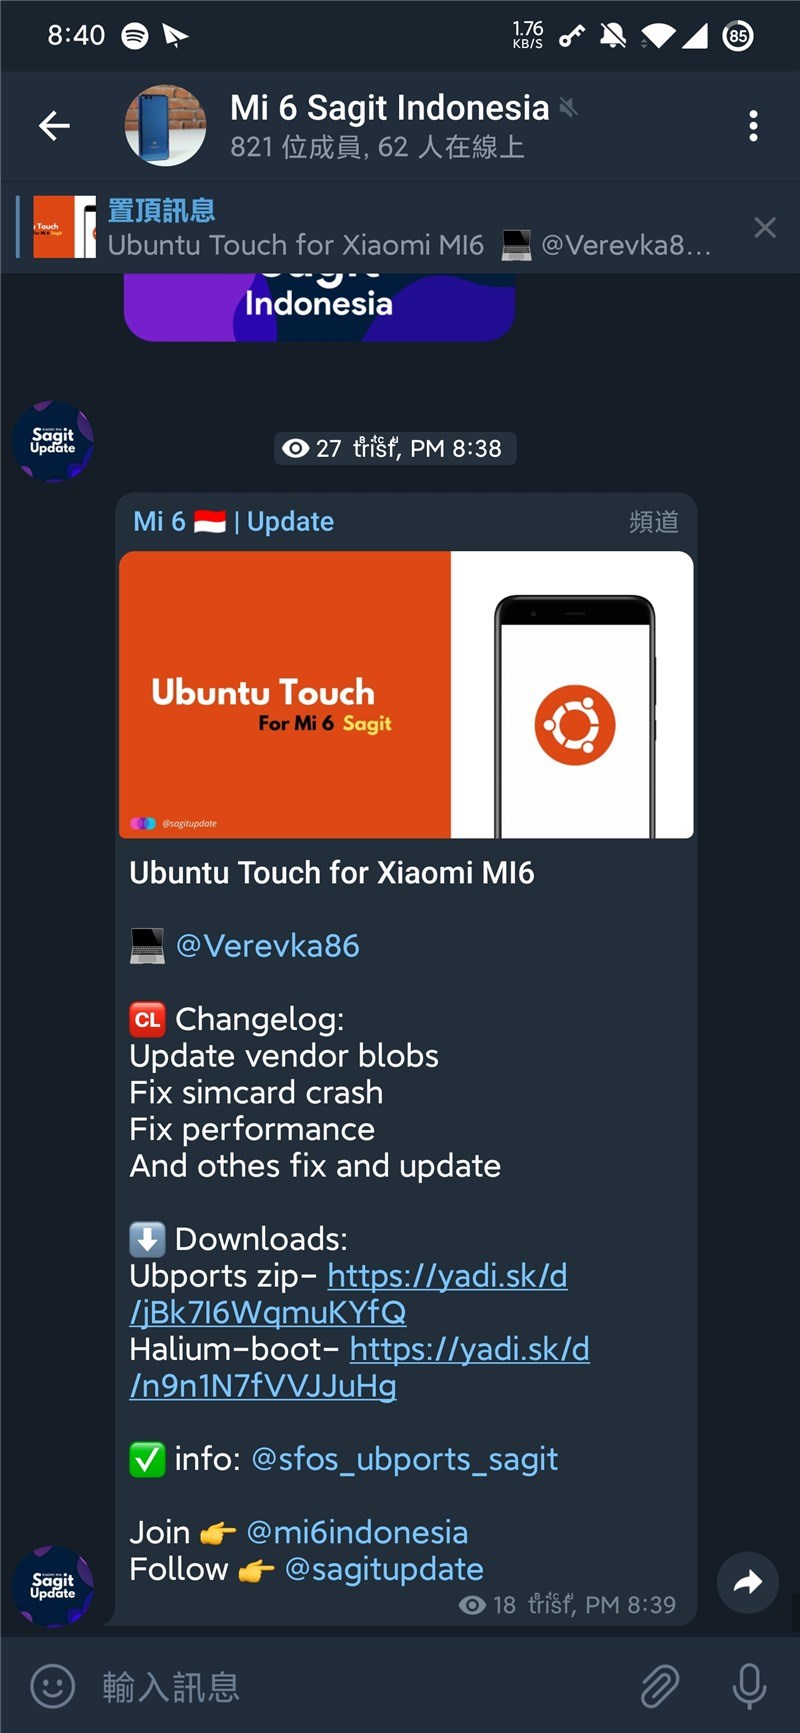 8:40
1.76
KB/S
85
Mi 6 Sagit Indonesia
821 位成員, 62 人在線上
置頂訊息
Ubuntu Touch for Xiaomi MI6 💻 @Verevka8...
Sagit
Indonesia
Sagit
Update
27
PM 8:38
Mi 6 🇮🇩 | Update
頻道
Ubuntu Touch
For Mi 6 Sagit
@sagitupdate
Ubuntu Touch for Xiaomi MI6
💻 @Verevka86
🆑 Changelog:
Update vendor blobs
Fix simcard crash
Fix performance
And othes fix and update
⬇️ Downloads:
Ubports zip- https://yadi.sk/d
/jBk7I6WqmuKYfQ
Halium-boot- https://yadi.sk/d
/n9n1N7fVVJJuHg
✅ info: @sfos_ubports_sagit
Join 👉 @mi6indonesia
Follow 👉 @sagitupdate
Sagit
Update
18
PM 8:39
輸入訊息